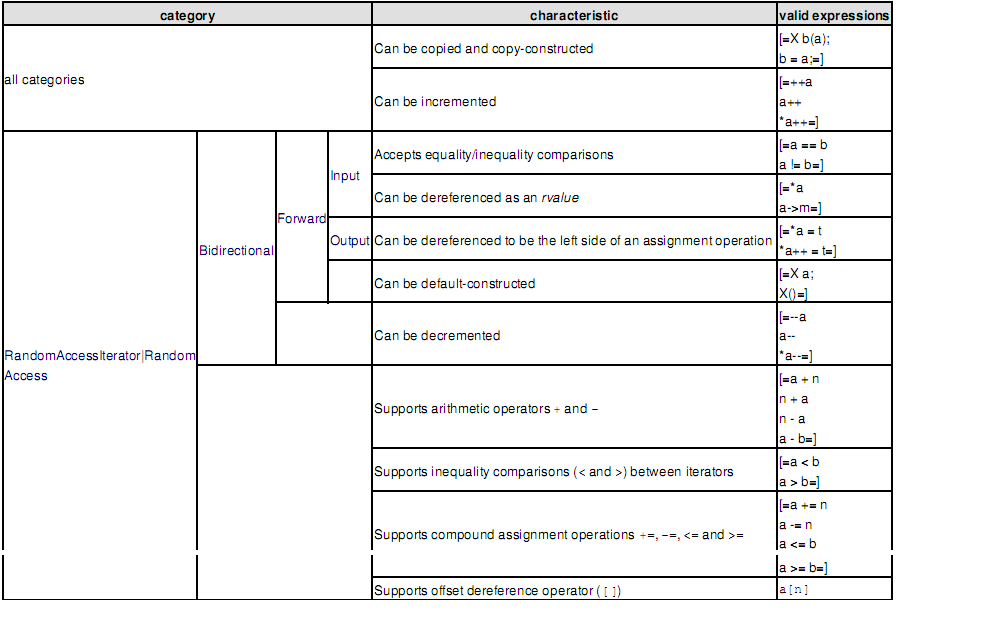 category characteristic valid expressions
all categories
Can be copied and copy-constructed
[=X b(a);
b = a;=]
Can be incremented
[=++a
a++
*a++=]
RandomAccessIterator|Random
Access
Bidirectional
Forward
Input
Accepts equality/inequality comparisons
[=a == b
a != b=]
Can be dereferenced as an rvalue
[=*a
a->m=]
Output
Can be dereferenced to be the left side of an assignment operation
[=*a = t
*a++ = t=]
Can be default-constructed
[=X a;
X()=]
Can be decremented
[=--a
a--
*a--=]
Supports arithmetic operators + and -
[=a + n
n + a
n - a
a - b=]
Supports inequality comparisons (< and >) between iterators
[=a < b
a > b=]
Supports compound assignment operations +=, -=, <= and >=
[=a += n
a -= n
a <= b
a >= b=]
Supports offset dereference operator ([])
a[n]